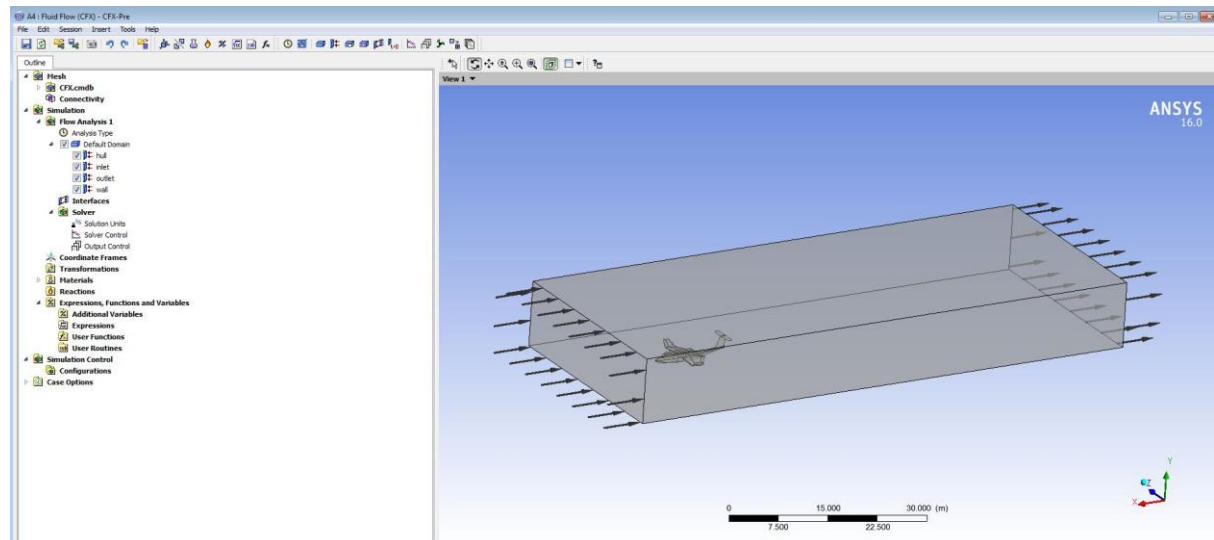 A4 : Fluid Flow (CFX) - CFX-Pre
File Edit Session Insert Tools Help
Outline
Mesh
CFX.cmdb
Connectivity
Simulation
Flow Analysis 1
Analysis Type
Default Domain
hull
inlet
outlet
wall
Interfaces
Solver
Solution Units
Solver Control
Output Control
Coordinate Frames
Transformations
Materials
Reactions
Expressions, Functions and Variables
Additional Variables
Expressions
User Functions
User Routines
Simulation Control
Configurations
Case Options
View 1
ANSYS
16.0
Y
Z
X
0 15.000 30.000 (m)
7.500 22.500